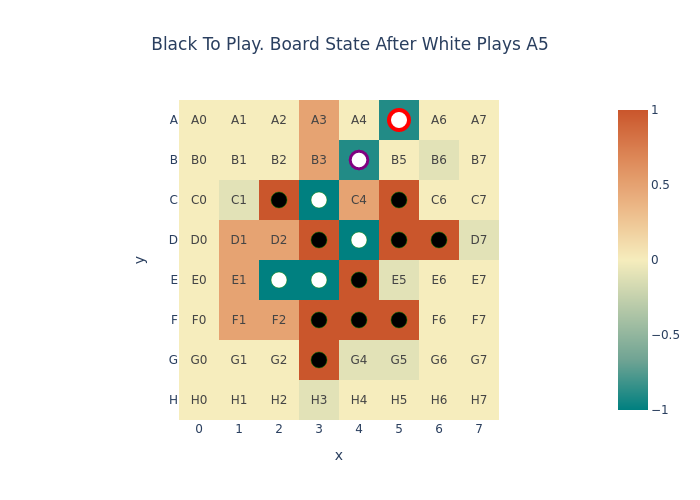 Black To Play. Board State After White Plays A5
A A0 A1 A2 A3 A4 A6 A7
B B0 B1 B2 B3 B5 B6 B7
C C0 C1 C4 C6 C7
D D0 D1 D2 D7
E E0 E1 E5 E6 E7
F F0 F1 F2 F6 F7
G G0 G1 G2 G4 G5 G6 G7
H H0 H1 H2 H3 H4 H5 H6 H7
0 1 2 3 4 5 6 7
x
y
1
0.5
0
−0.5
−1